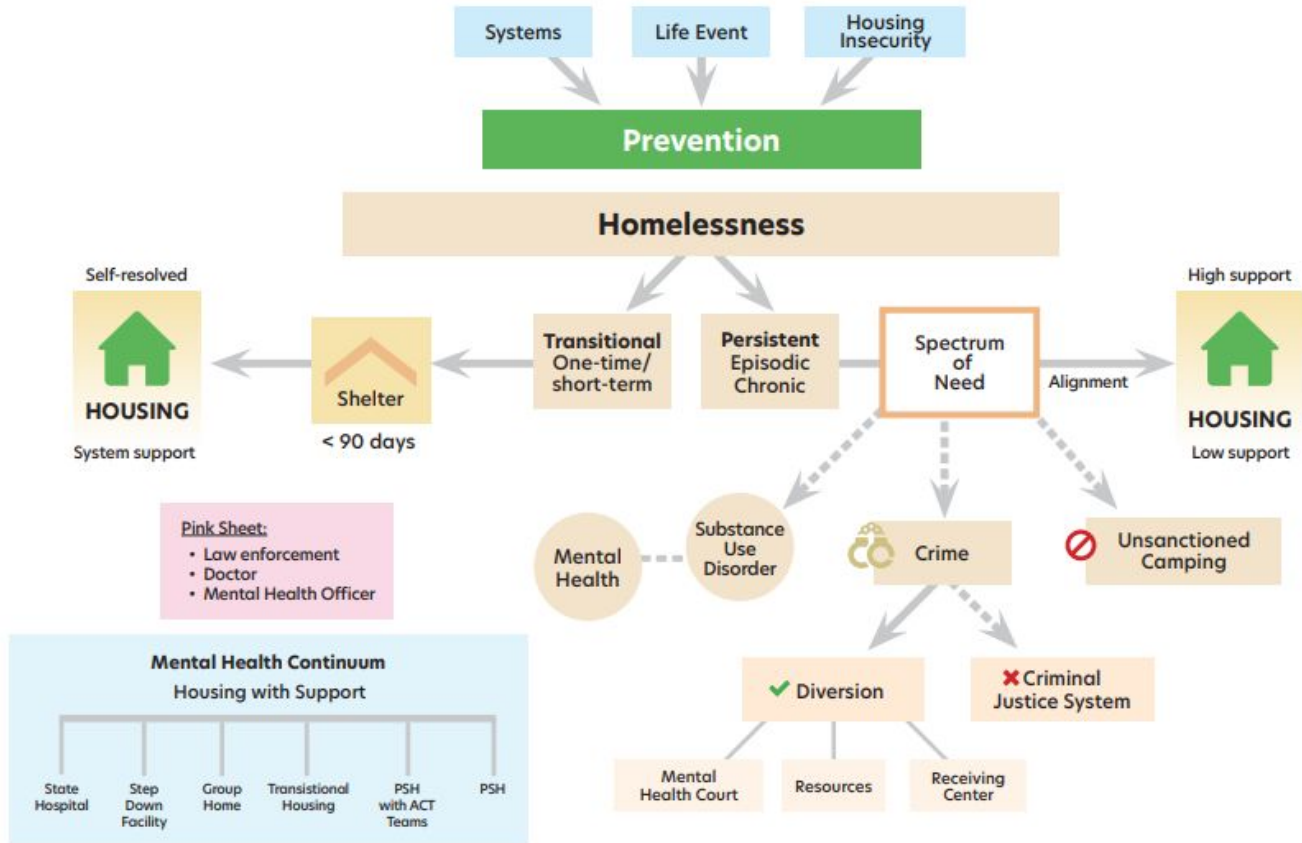 Systems
Life Event
Housing
Insecurity
Prevention
Homelessness
Self-resolved
HOUSING
System support
Shelter
< 90 days
Transitional
One-time/
short-term
Persistent
Episodic
Chronic
Spectrum
of
Need
Alignment
High support
HOUSING
Low support
Pink Sheet:
• Law enforcement
• Doctor
• Mental Health Officer
Mental
Health
Substance
Use
Disorder
Crime
Unsanctioned
Camping
Diversion
Criminal
Justice System
Mental
Health Court
Resources
Receiving
Center
Mental Health Continuum
Housing with Support
State
Hospital
Step
Down
Facility
Group
Home
Transistional
Housing
PSH
with ACT
Teams
PSH